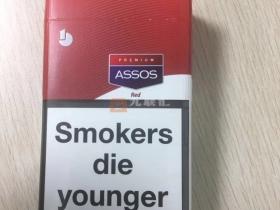 PREMIUM
ASSOS
Red
Smokers
die
younger